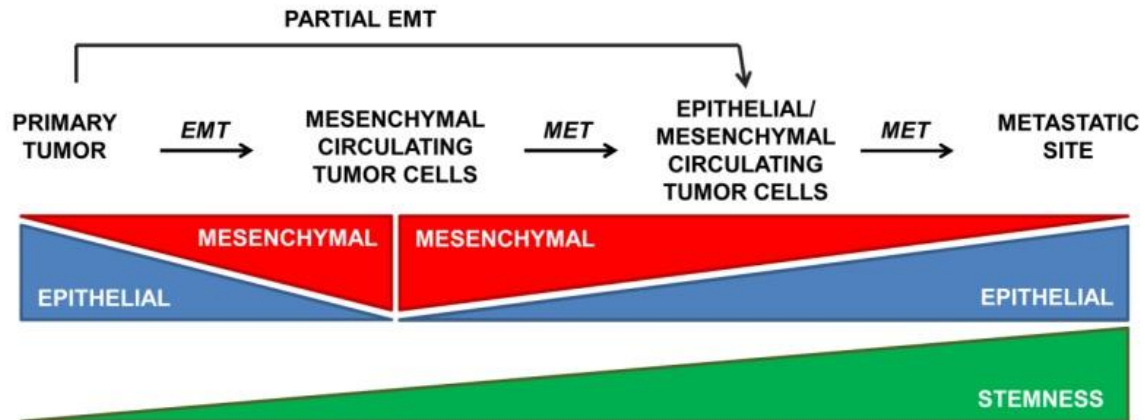 PARTIAL EMT
PRIMARY
TUMOR
EMT
MESENCHYMAL
CIRCULATING
TUMOR CELLS
MET
EPITHELIAL/
MESENCHYMAL
CIRCULATING
TUMOR CELLS
MET
METASTATIC
SITE
MESENCHYMAL
MESENCHYMAL
EPITHELIAL
EPITHELIAL
STEMNESS